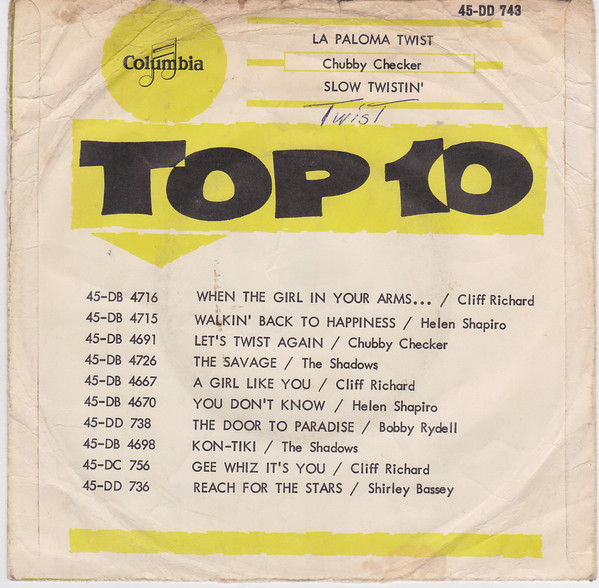 45-DD 743
Columbia
LA PALOMA TWIST
Chubby Checker
SLOW TWISTIN'
Twist
TOP 10
45-DB 4716 WHEN THE GIRL IN YOUR ARMS... / Cliff Richard
45-DB 4715 WALKIN' BACK TO HAPPINESS / Helen Shapiro
45-DB 4691 LET'S TWIST AGAIN / Chubby Checker
45-DB 4726 THE SAVAGE / The Shadows
45-DB 4667 A GIRL LIKE YOU / Cliff Richard
45-DB 4670 YOU DON'T KNOW / Helen Shapiro
45-DD 738 THE DOOR TO PARADISE / Bobby Rydell
45-DB 4698 KON-TIKI / The Shadows
45-DC 756 GEE WHIZ IT'S YOU / Cliff Richard
45-DD 736 REACH FOR THE STARS / Shirley Bassey